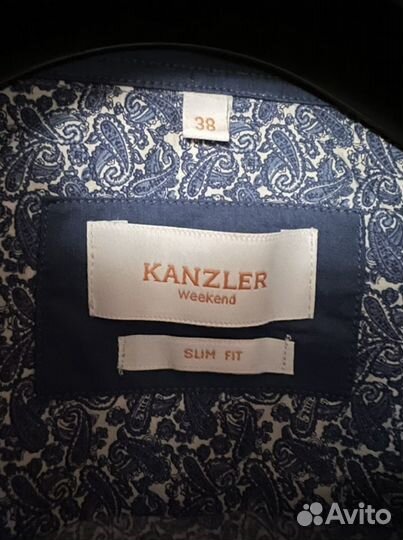 38
KANZLER
Weekend
SLIM FIT
Avito